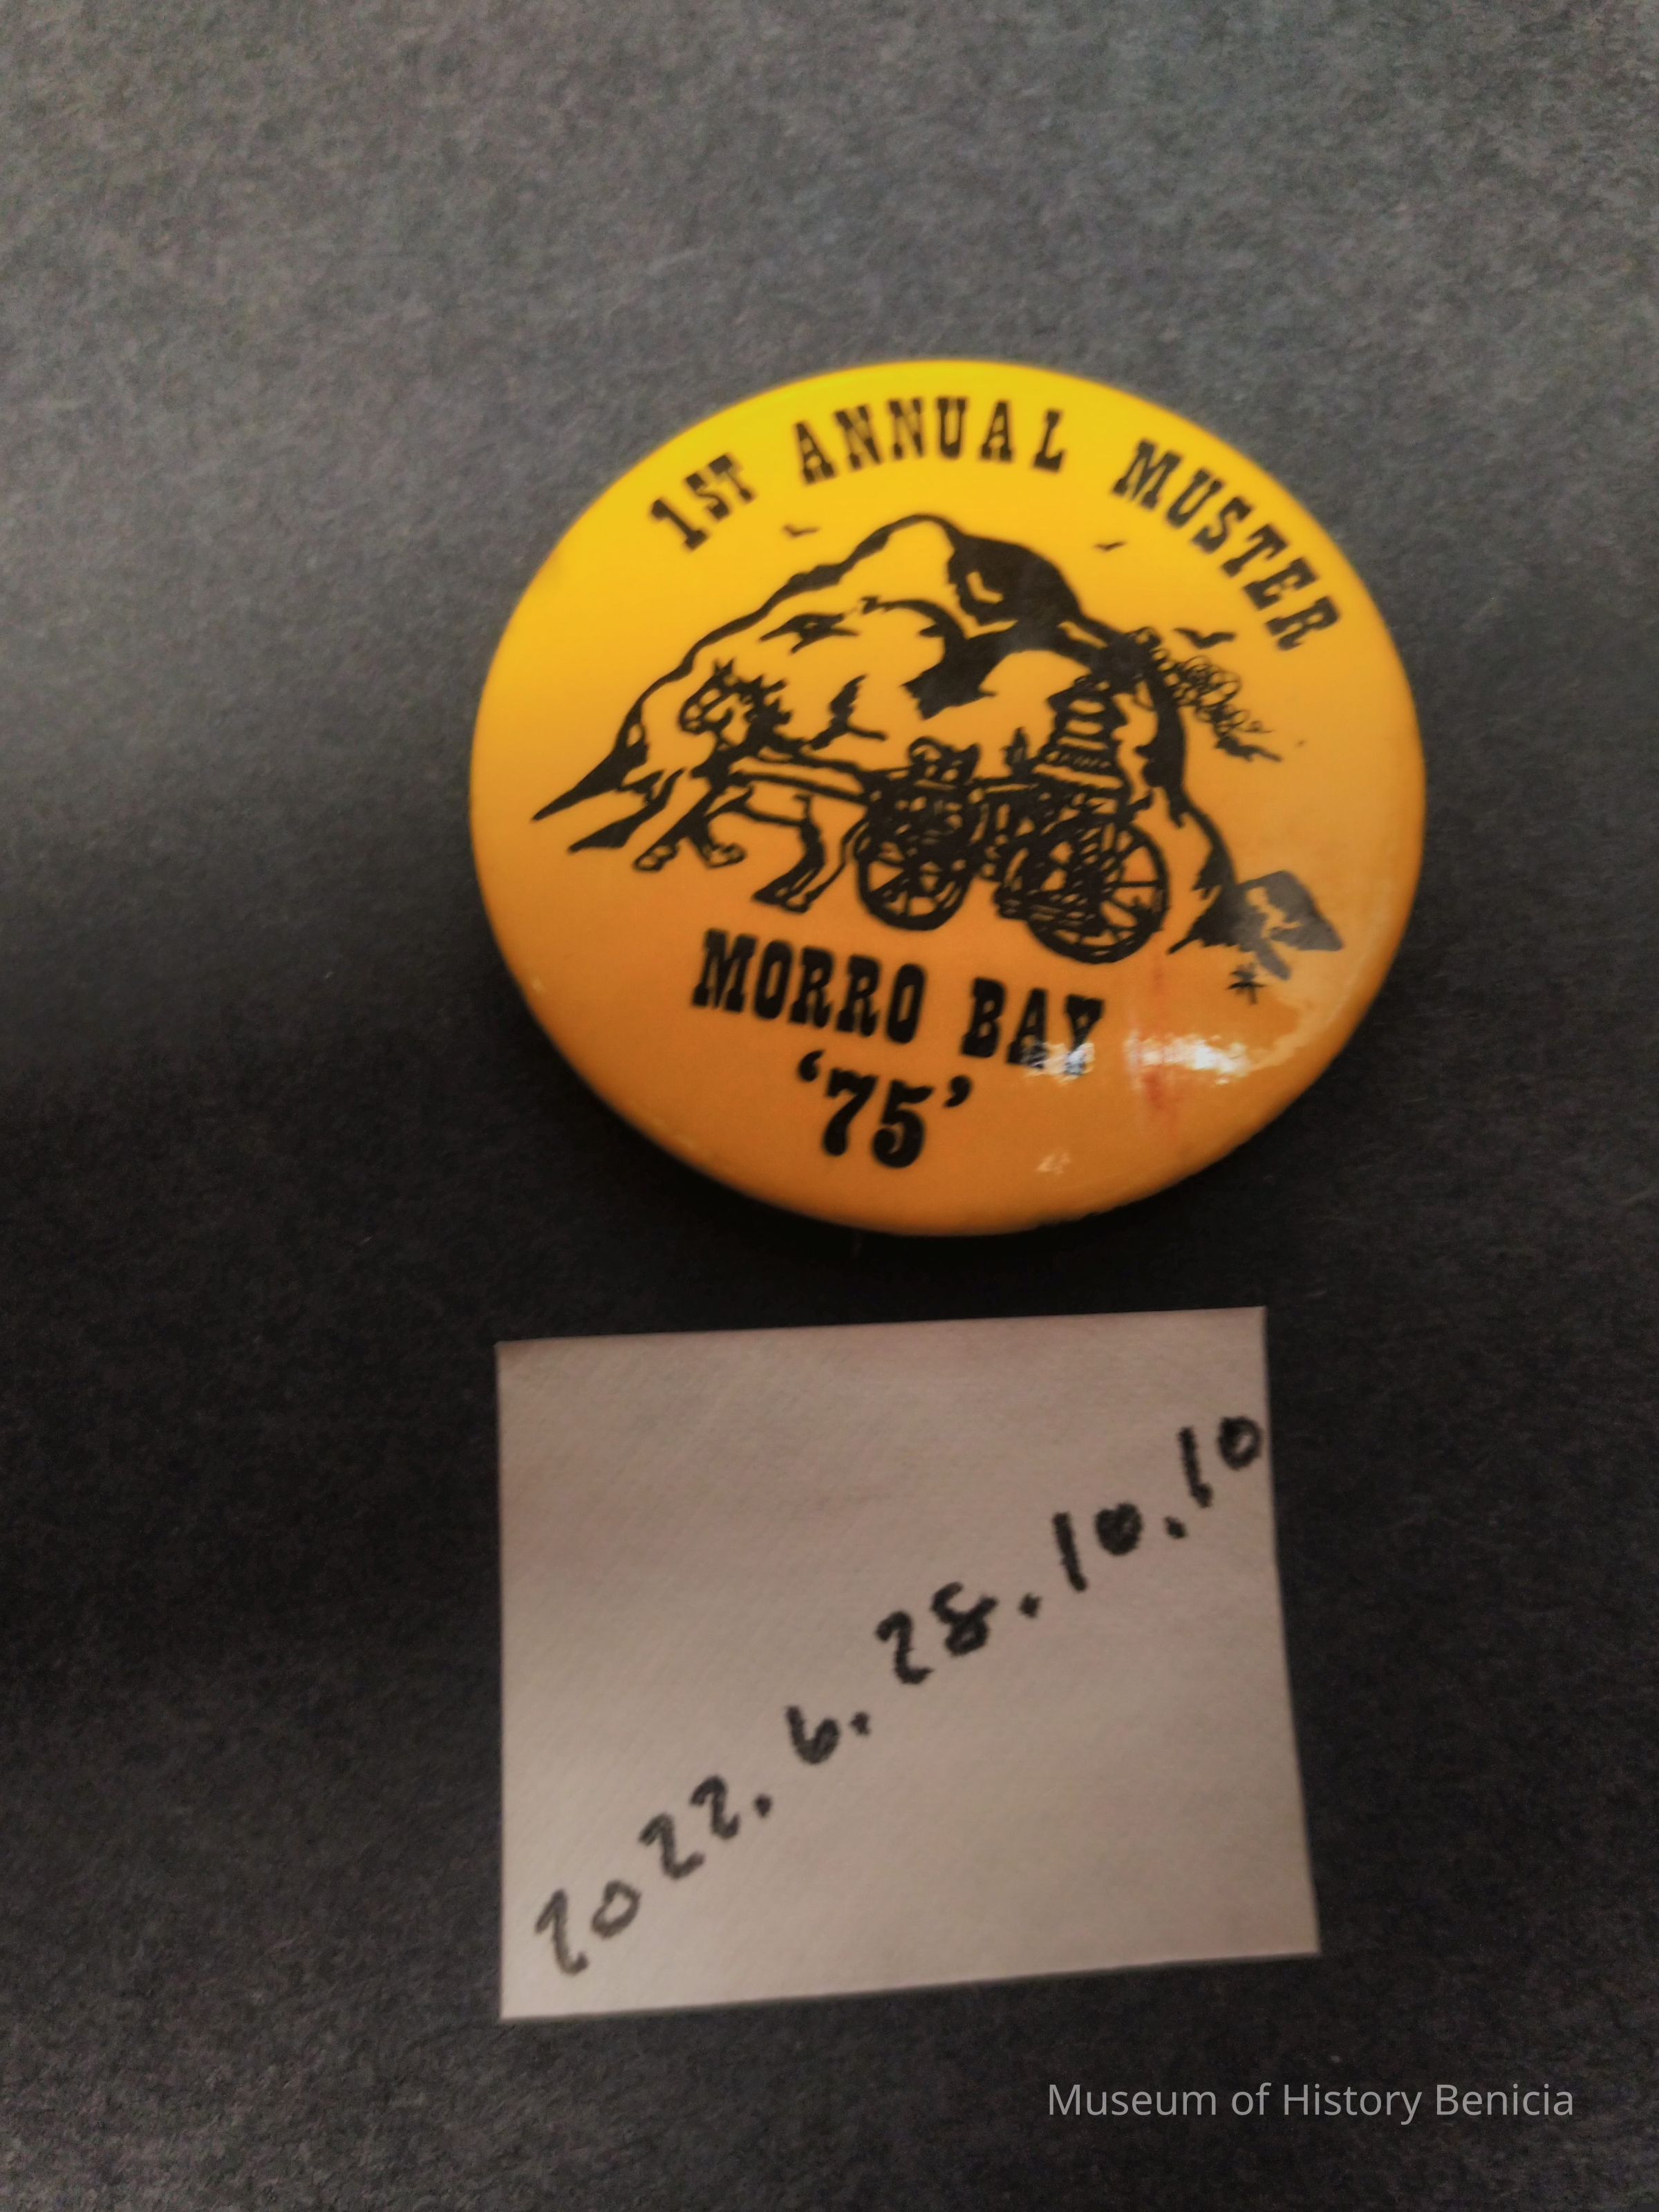 1ST ANNUAL MUSTER
MORRO BAY
‘75’
2022.6.28.10.10
Museum of History Benicia